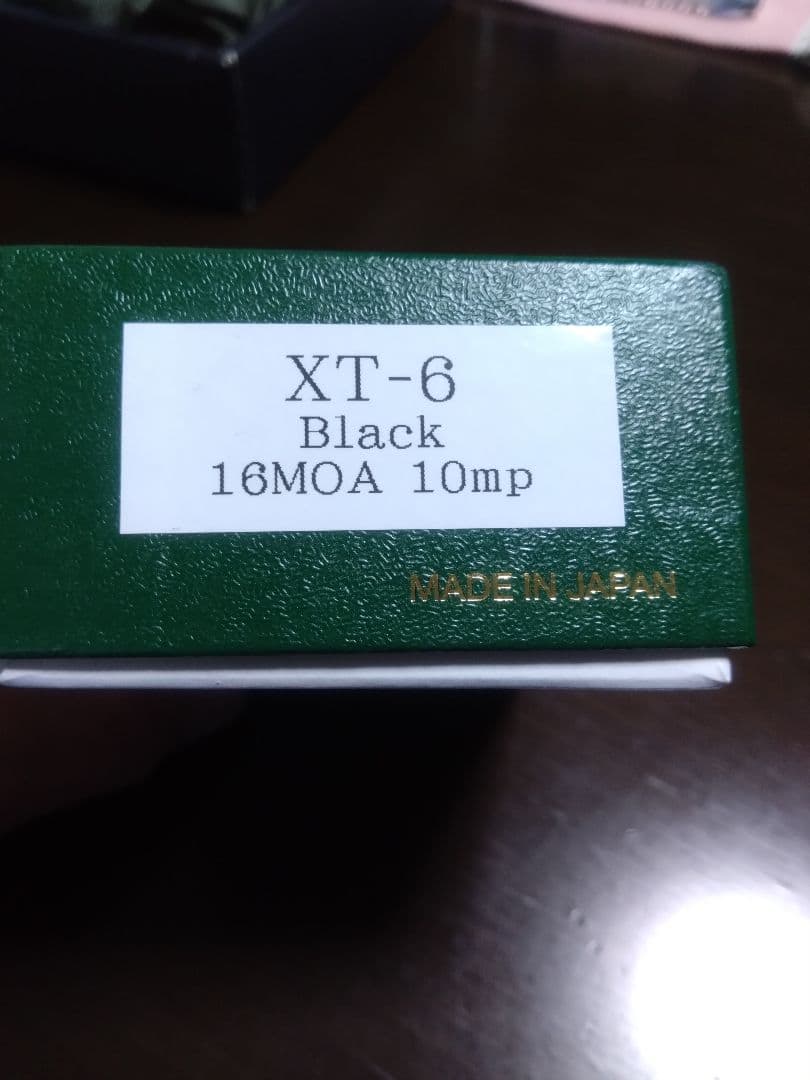 XT-6
Black
16MOA 10mp
MADE IN JAPAN